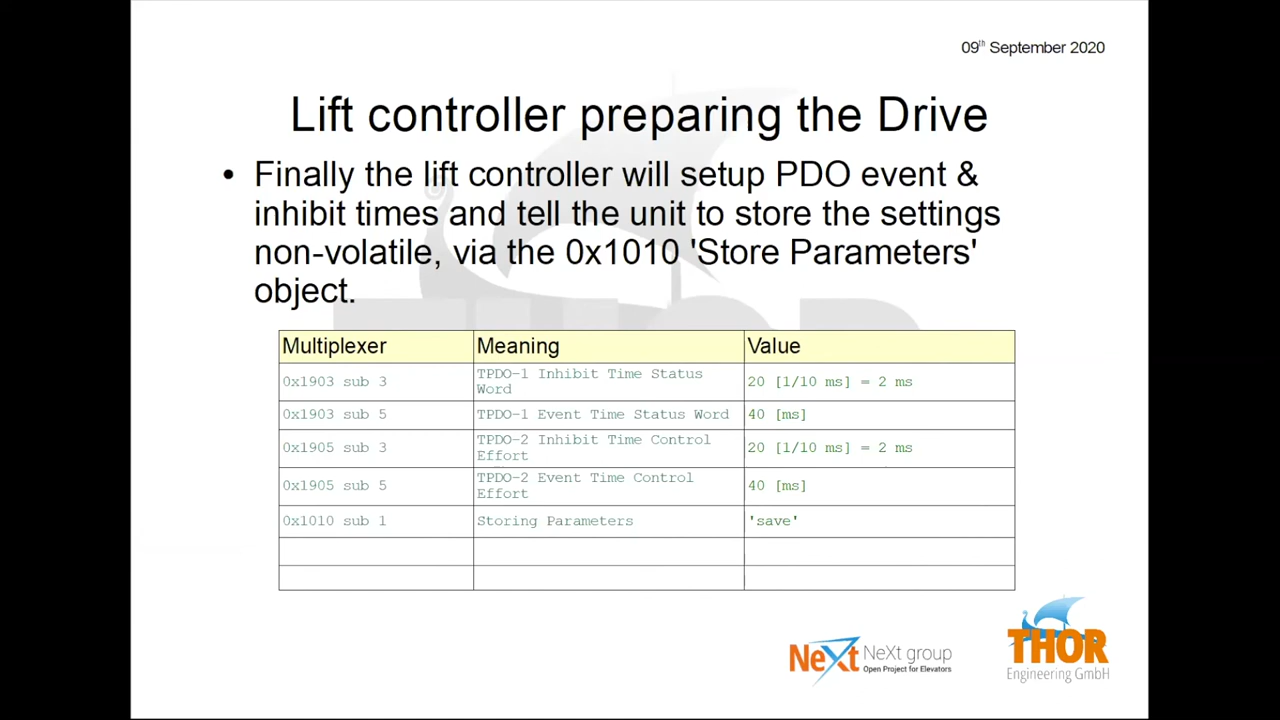 09th September 2020
Lift controller preparing the Drive
• Finally the lift controller will setup PDO event &
inhibit times and tell the unit to store the settings
non-volatile, via the 0x1010 'Store Parameters'
object.
Multiplexer Meaning Value
0x1903 sub 3 TPDO-1 Inhibit Time Status Word 20 [1/10 ms] = 2 ms
0x1903 sub 5 TPDO-1 Event Time Status Word 40 [ms]
0x1905 sub 3 TPDO-2 Inhibit Time Control Effort 20 [1/10 ms] = 2 ms
0x1905 sub 5 TPDO-2 Event Time Control Effort 40 [ms]
0x1010 sub 1 Storing Parameters 'save'
NeXt NeXt group
Open Project for Elevators
THOR
Engineering GmbH